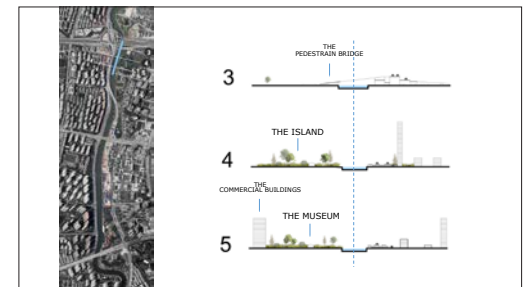 THE
PEDESTRAIN BRIDGE
3
THE ISLAND
4
THE
COMMERCIAL BUILDINGS
THE MUSEUM
5